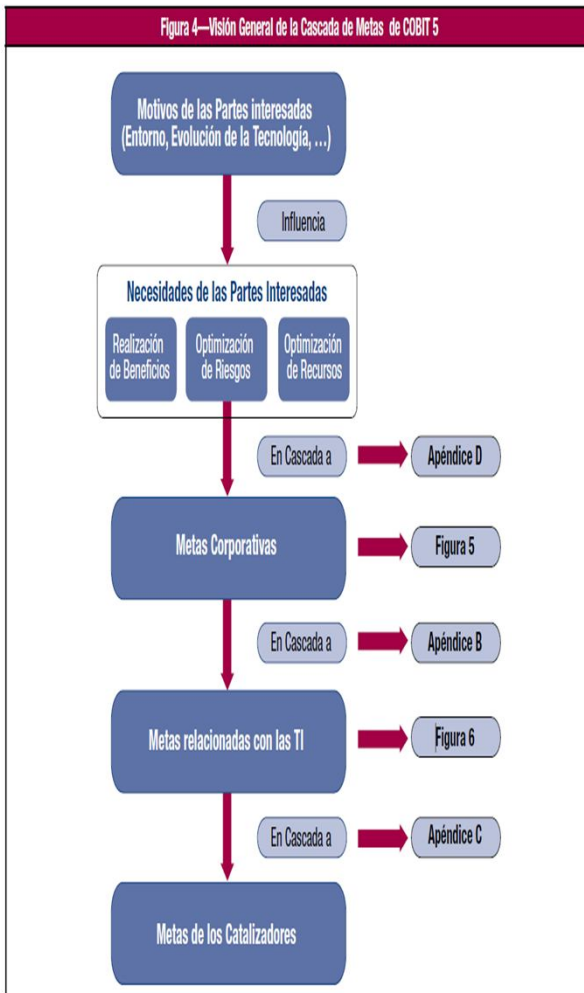 Figura 4—Visión General de la Cascada de Metas de COBIT 5
Motivos de las Partes interesadas
(Entorno, Evolución de la Tecnología, …)
Influencia
Necesidades de las Partes Interesadas
Realización
de Beneficios
Optimización
de Riesgos
Optimización
de Recursos
En Cascada a
Apéndice D
Metas Corporativas
Figura 5
En Cascada a
Apéndice B
Metas relacionadas con las TI
Figura 6
En Cascada a
Apéndice C
Metas de los Catalizadores